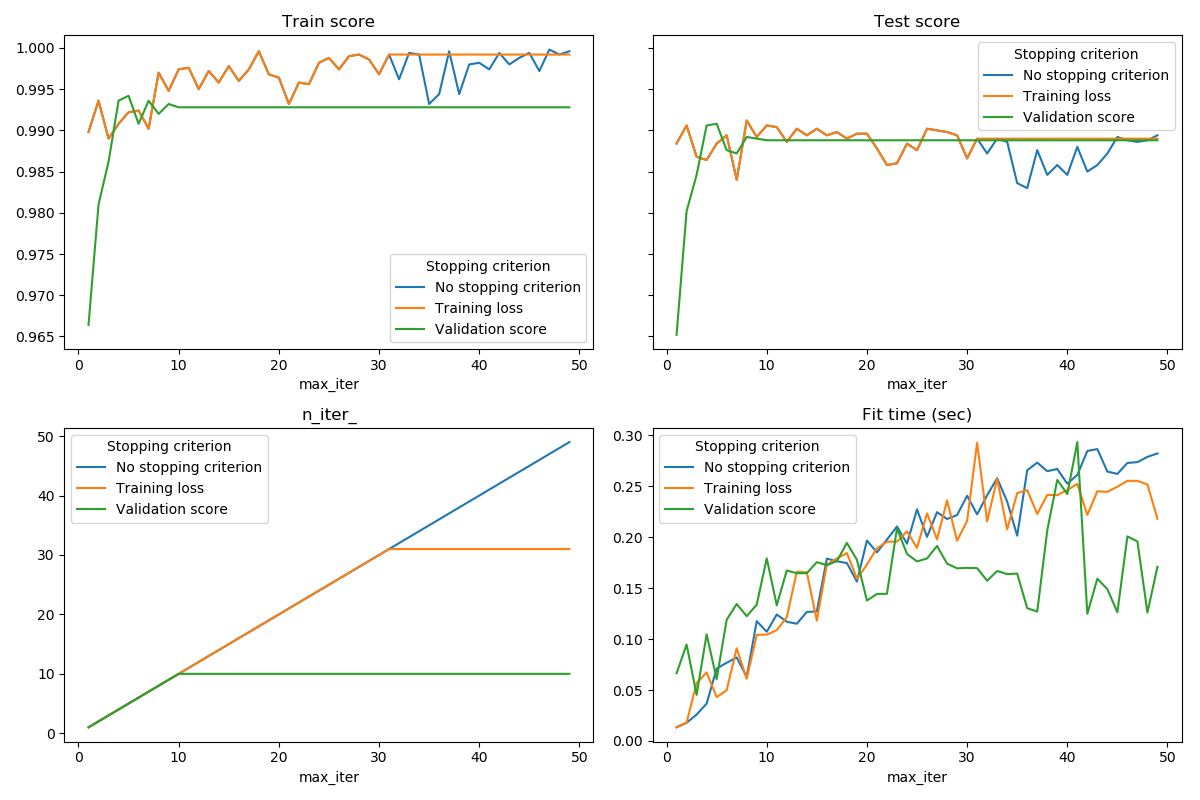 Train score
1.000
0.995
0.990
0.985
0.980
0.975
0.970
0.965
0 10 20 30 40 50
max_iter
Stopping criterion
No stopping criterion
Training loss
Validation score
Test score
Stopping criterion
No stopping criterion
Training loss
Validation score
0 10 20 30 40 50
max_iter
n_iter_
50
40
30
20
10
0
Stopping criterion
No stopping criterion
Training loss
Validation score
0 10 20 30 40 50
max_iter
Fit time (sec)
0.30
0.25
0.20
0.15
0.10
0.05
0.00
Stopping criterion
No stopping criterion
Training loss
Validation score
0 10 20 30 40 50
max_iter